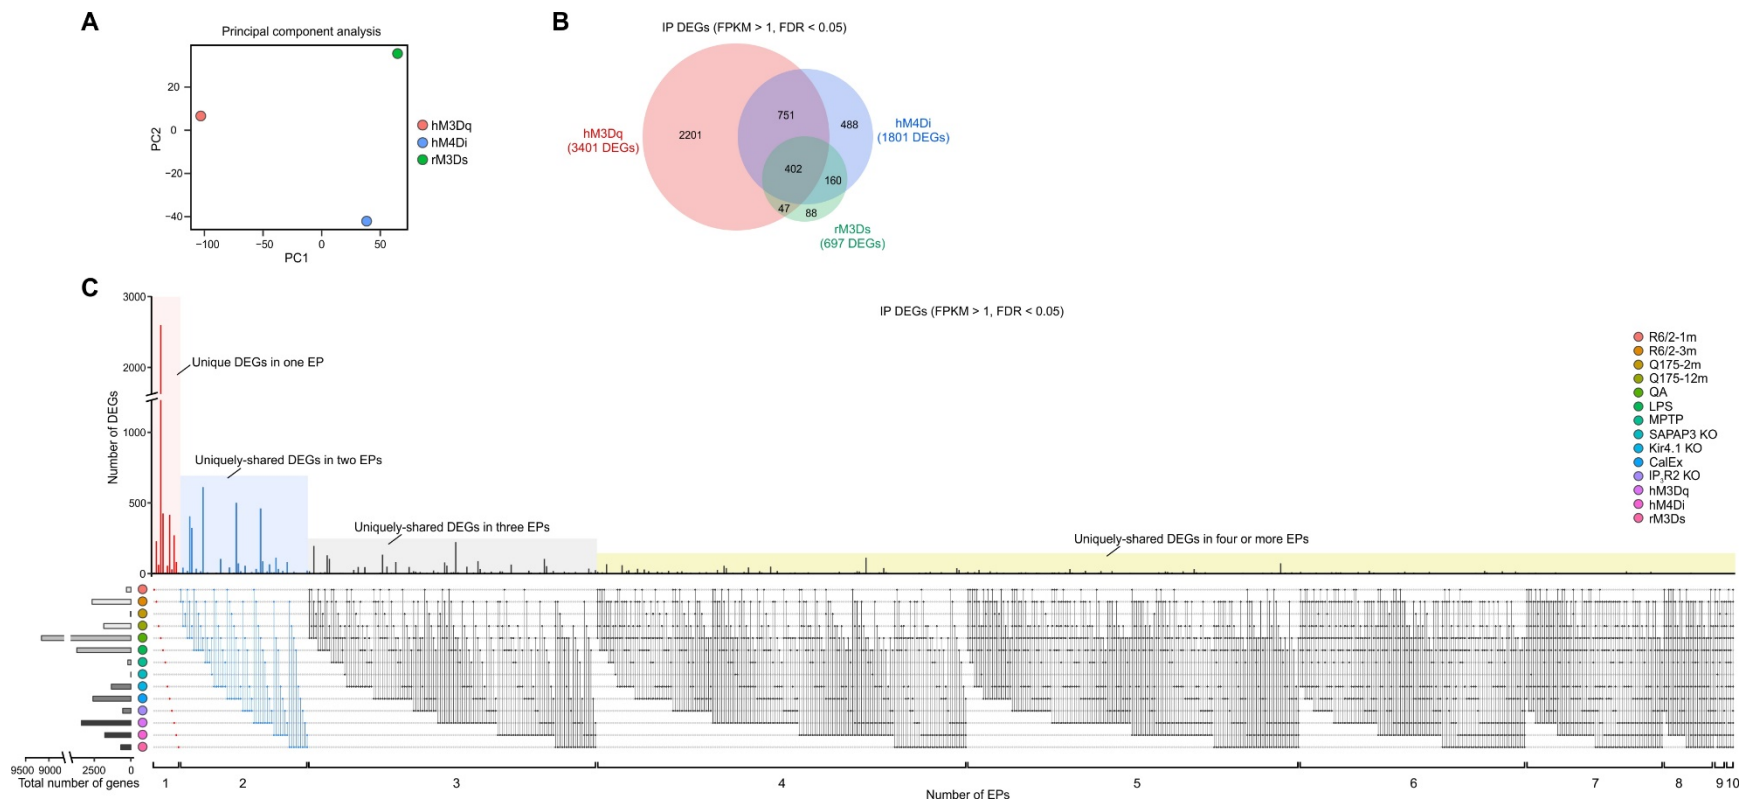 A
Principal component analysis
PC2
20
0
−20
−40
−100
−50
0
50
PC1
hM3Dq
hM4Di
rM3Ds
B
IP DEGs (FPKM > 1, FDR < 0.05)
hM3Dq
(3401 DEGs)
2201
751
488
402
160
47
88
hM4Di
(1801 DEGs)
rM3Ds
(697 DEGs)
C
IP DEGs (FPKM > 1, FDR < 0.05)
Number of DEGs
3000
2000
1000
500
0
Unique DEGs in one EP
Uniquely-shared DEGs in two EPs
Uniquely-shared DEGs in three EPs
Uniquely-shared DEGs in four or more EPs
R6/2-1m
R6/2-3m
Q175-2m
Q175-12m
QA
LPS
MPTP
SAPAP3 KO
Kir4.1 KO
CalEx
IP₃R2 KO
hM3Dq
hM4Di
rM3Ds
9500 9000 2500 0
Total number of genes
1 2 3 4 5 6 7 8 9 10
Number of EPs